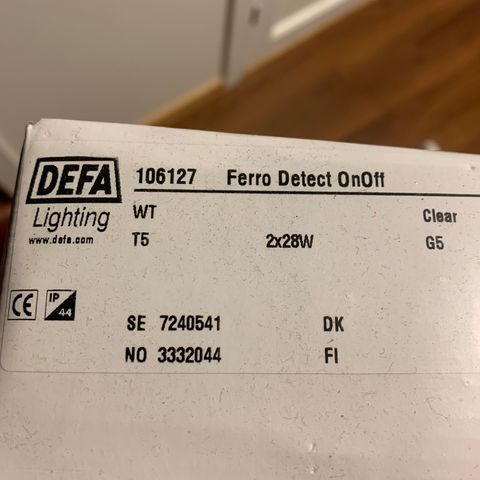 DEFA
Lighting
www.defa.com
106127 Ferro Detect OnOff
WT Clear
T5 2x28W G5
CE IP 44
SE 7240541 DK
NO 3332044 FI